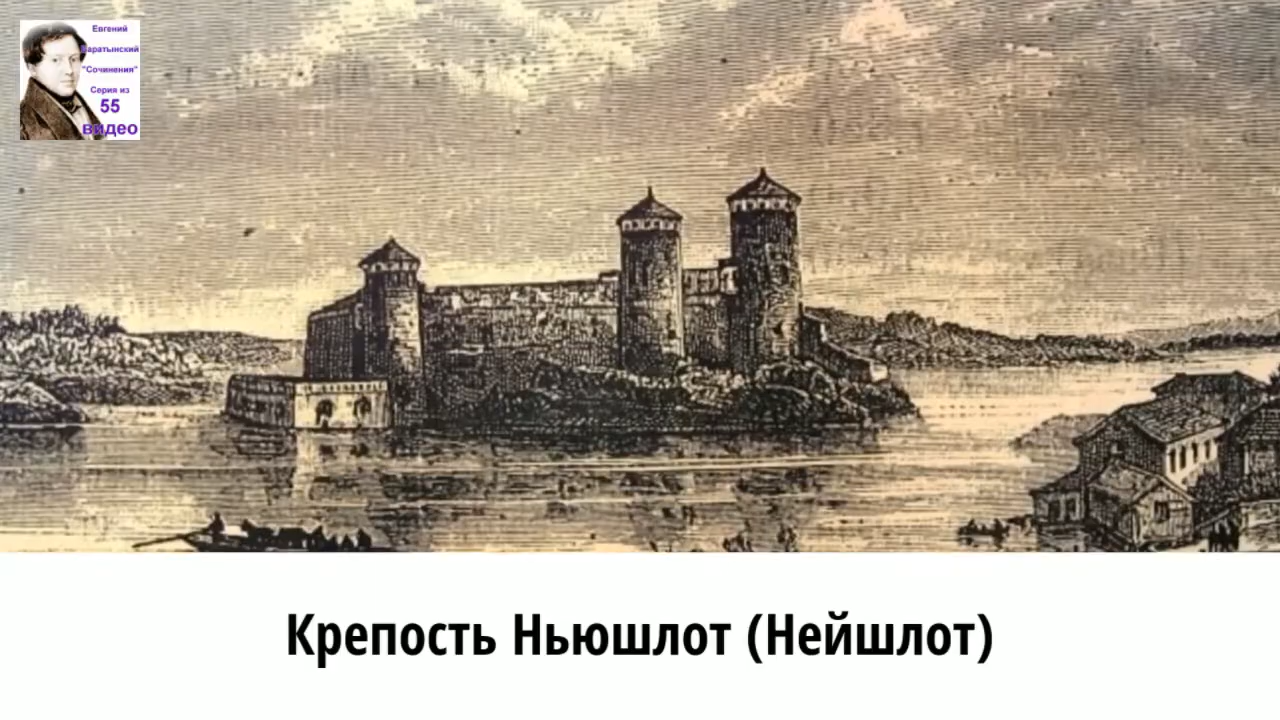 Евгений
Баратынский
"Сочинения"
Серия из
55
видео
Крепость Ньюшлот (Нейшлот)